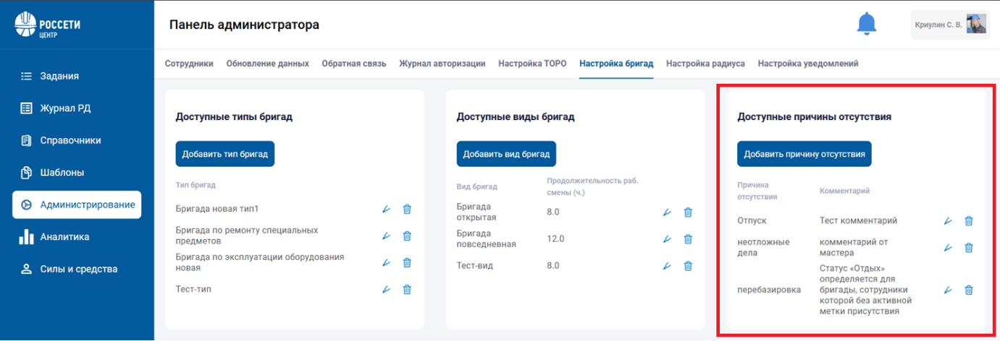 РОССЕТИ
ЦЕНТР
Панель администратора
Криулин С. В.
Задания
Журнал РД
Справочники
Шаблоны
Администрирование
Аналитика
Силы и средства
Сотрудники Обновление данных Обратная связь Журнал авторизации Настройка ТОРО Настройка бригад Настройка радиуса Настройка уведомлений
Доступные типы бригад
Добавить тип бригад
Тип бригад
Бригада новая тип1
Бригада по ремонту специальных
предметов
Бригада по эксплуатации оборудования
новая
Тест-тип
Доступные виды бригад
Добавить вид бригад
Вид бригад
Продолжительность раб.
смены (ч.)
Бригада
открытая
8.0
Бригада
повседневная
12.0
Тест-вид
8.0
Доступные причины отсутствия
Добавить причину отсутствия
Причина
отсутствия
Комментарий
Отпуск
Тест комментарий
неотложные
дела
комментарий от
мастера
перебазировка
Статус «Отдых»
определяется для
бригады, сотрудники
которой без активной
метки присутствия